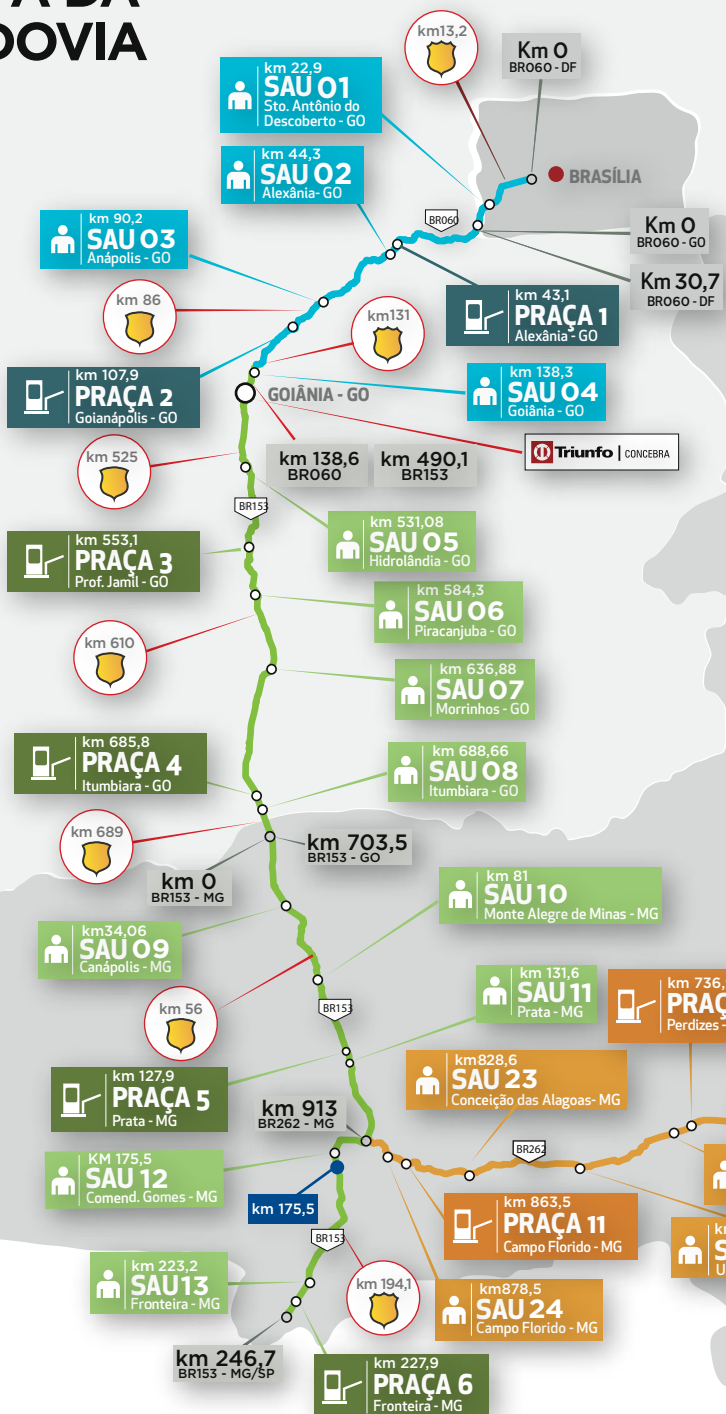 A DA
DOVIA
km13,2
Km 0
BR060 - DF
km 22,9
SAU 01
Sto. Antônio do
Descoberto - GO
km 44,3
SAU 02
Alexânia- GO
BRASÍLIA
BR060
Km 0
BR060 - GO
Km 30,7
BR060 - DF
km 90,2
SAU 03
Anápolis - GO
km 86
km131
km 43,1
PRAÇA 1
Alexânia - GO
km 107,9
PRAÇA 2
Goianápolis - GO
km 138,3
SAU 04
Goiânia - GO
GOIÂNIA - GO
Triunfo | CONCEBRA
km 138,6
BR060
km 490,1
BR153
km 525
BR153
km 531,08
SAU 05
Hidrolândia - GO
km 553,1
PRAÇA 3
Prof. Jamil - GO
km 584,3
SAU 06
Piracanjuba - GO
km 610
km 636,88
SAU 07
Morrinhos - GO
km 685,8
PRAÇA 4
Itumbiara - GO
km 688,66
SAU 08
Itumbiara - GO
km 689
km 703,5
BR153 - GO
km 0
BR153 - MG
km 81
SAU 10
Monte Alegre de Minas - MG
km34,06
SAU 09
Canápolis - MG
km 56
BR153
km 131,6
SAU 11
Prata - MG
km 736,
PRAÇ
Perdizes -
km 127,9
PRAÇA 5
Prata - MG
km828,6
SAU 23
Conceição das Alagoas- MG
km 913
BR262 - MG
BR262
KM 175,5
SAU 12
Comend. Gomes - MG
km 175,5
km 863,5
PRAÇA 11
Campo Florido - MG
BR153
km 223,2
SAU13
Fronteira - MG
km 194,1
km878,5
SAU 24
Campo Florido - MG
km 246,7
BR153 - MG/SP
km 227,9
PRAÇA 6
Fronteira - MG